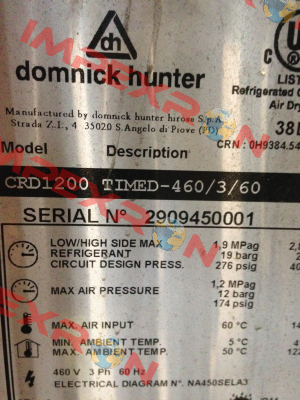 dh
C
U
LIST
domnick hunter
Refrigerated C
Air Dry
Manufactured by domnick hunter hiross S.p.A.
Strada Z.I., 4 35020 S.Angelo di Piove (PD)
CRN : 0H9384.54
Model Description
CRD1200 TIMED-460/3/60
SERIAL N° 2909450001
LOW/HIGH SIDE MAX 1,9 MPag
REFRIGERANT 19 barg
CIRCUIT DESIGN PRESS. 276 psig
MAX AIR PRESSURE 1,2 MPag
12 barg
174 psig
MAX. AIR INPUT 60 °C
MIN. AMBIENT TEMP. 5 °C
MAX. AMBIENT TEMP. 50 °C
460 V 3 Ph 60 Hz
ELECTRICAL DIAGRAM N°. NA450SELA3
IMPEXRON